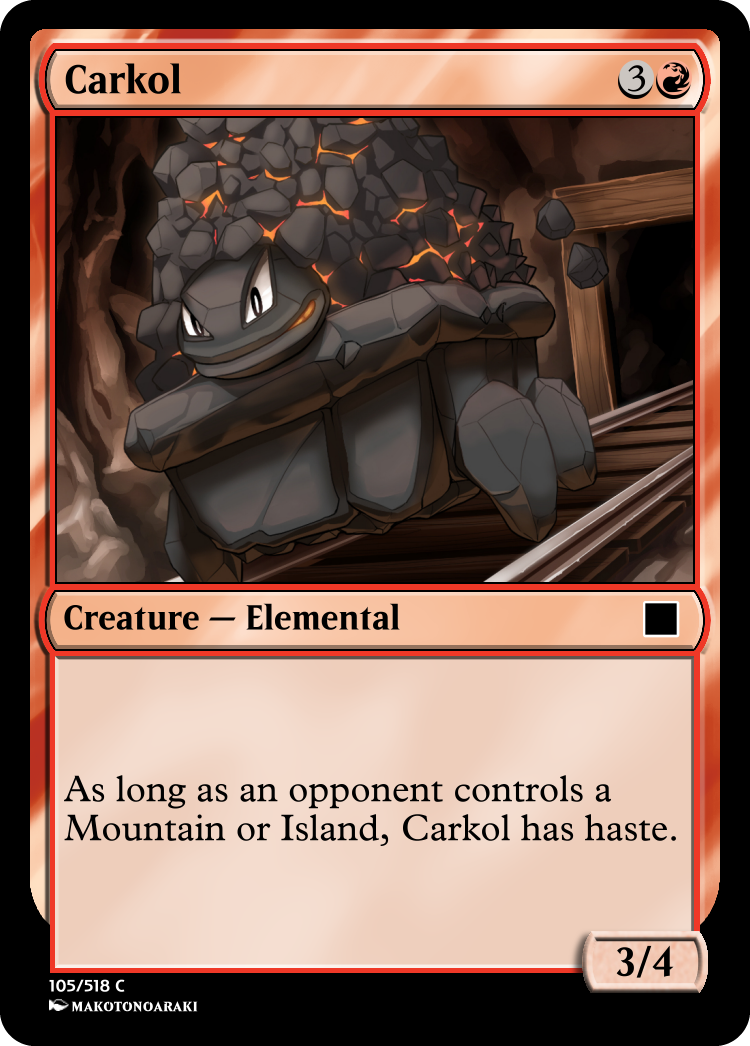 Carkol
3
Creature — Elemental
As long as an opponent controls a
Mountain or Island, Carkol has haste.
3/4
105/518 C
MAKOTONOARAKI